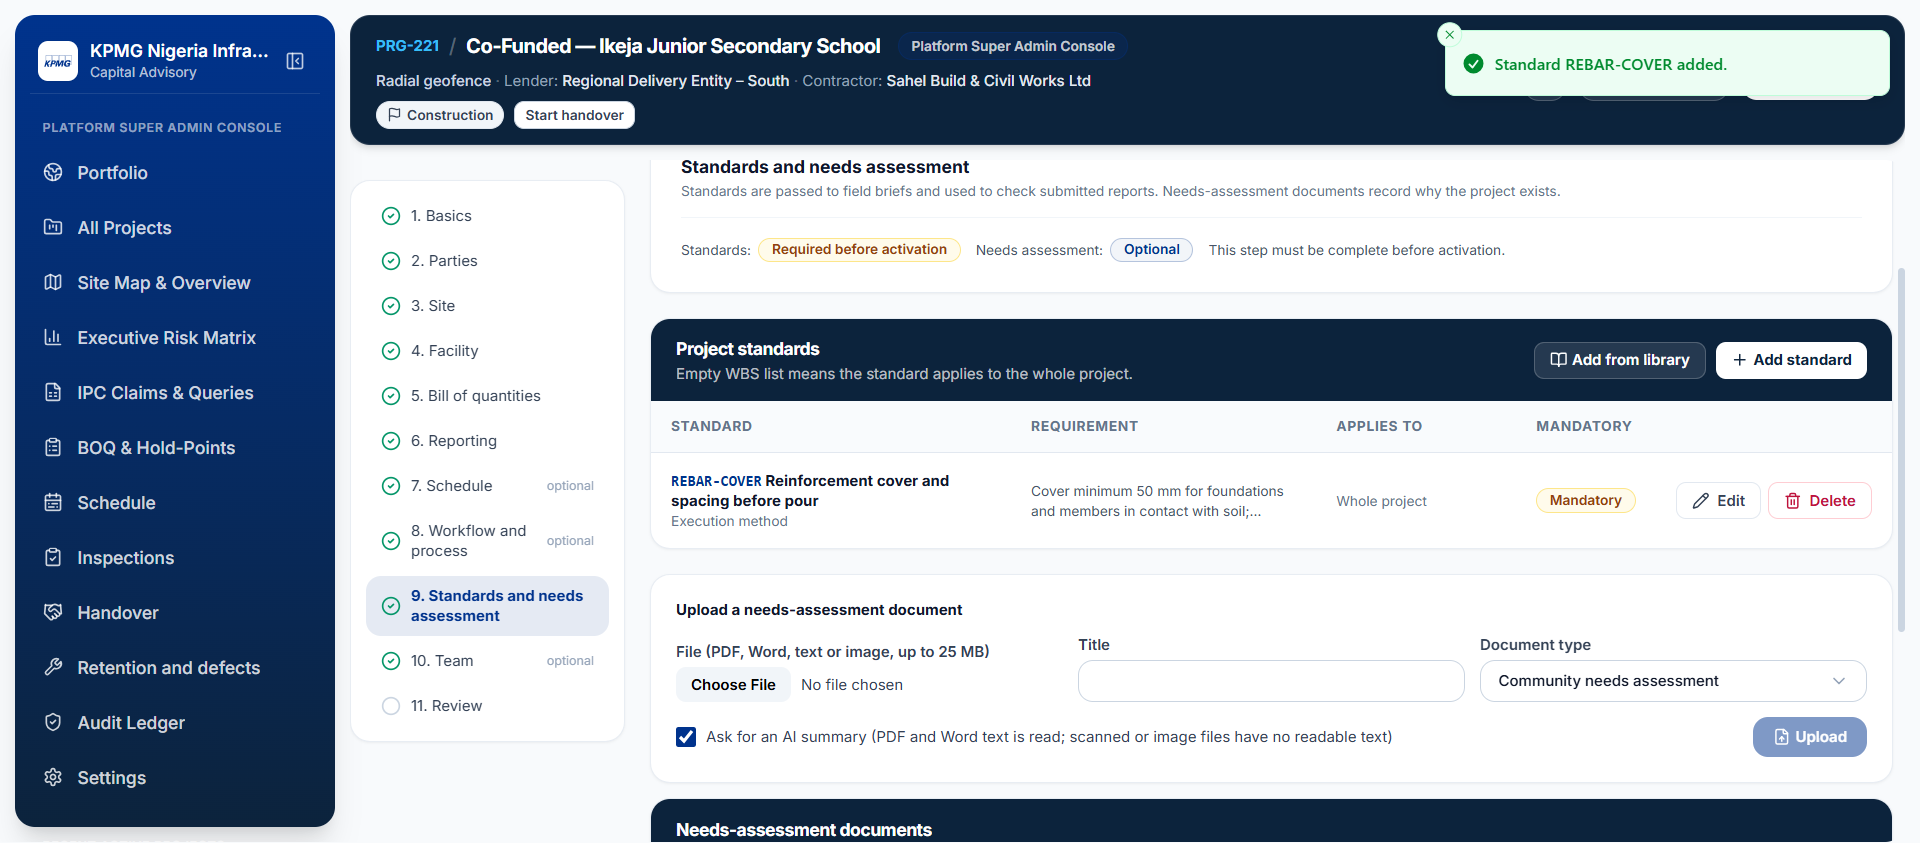 KPMG
KPMG Nigeria Infra...
Capital Advisory
PLATFORM SUPER ADMIN CONSOLE
Portfolio
All Projects
Site Map & Overview
Executive Risk Matrix
IPC Claims & Queries
BOQ & Hold-Points
Schedule
Inspections
Handover
Retention and defects
Audit Ledger
Settings
PRG-221 / Co-Funded — Ikeja Junior Secondary School Platform Super Admin Console
Radial geofence · Lender: Regional Delivery Entity – South · Contractor: Sahel Build & Civil Works Ltd
Construction Start handover
Standard REBAR-COVER added.
1. Basics
2. Parties
3. Site
4. Facility
5. Bill of quantities
6. Reporting
7. Schedule optional
8. Workflow and process optional
9. Standards and needs assessment
10. Team optional
11. Review
Standards and needs assessment
Standards are passed to field briefs and used to check submitted reports. Needs-assessment documents record why the project exists.
Standards: Required before activation Needs assessment: Optional This step must be complete before activation.
Project standards
Empty WBS list means the standard applies to the whole project.
Add from library
Add standard
STANDARD REQUIREMENT APPLIES TO MANDATORY
REBAR-COVER Reinforcement cover and
spacing before pour
Execution method
Cover minimum 50 mm for foundations
and members in contact with soil;...
Whole project
Mandatory
Edit
Delete
Upload a needs-assessment document
File (PDF, Word, text or image, up to 25 MB)
Choose File No file chosen
Title
Document type
Community needs assessment
Ask for an AI summary (PDF and Word text is read; scanned or image files have no readable text)
Upload
Needs-assessment documents